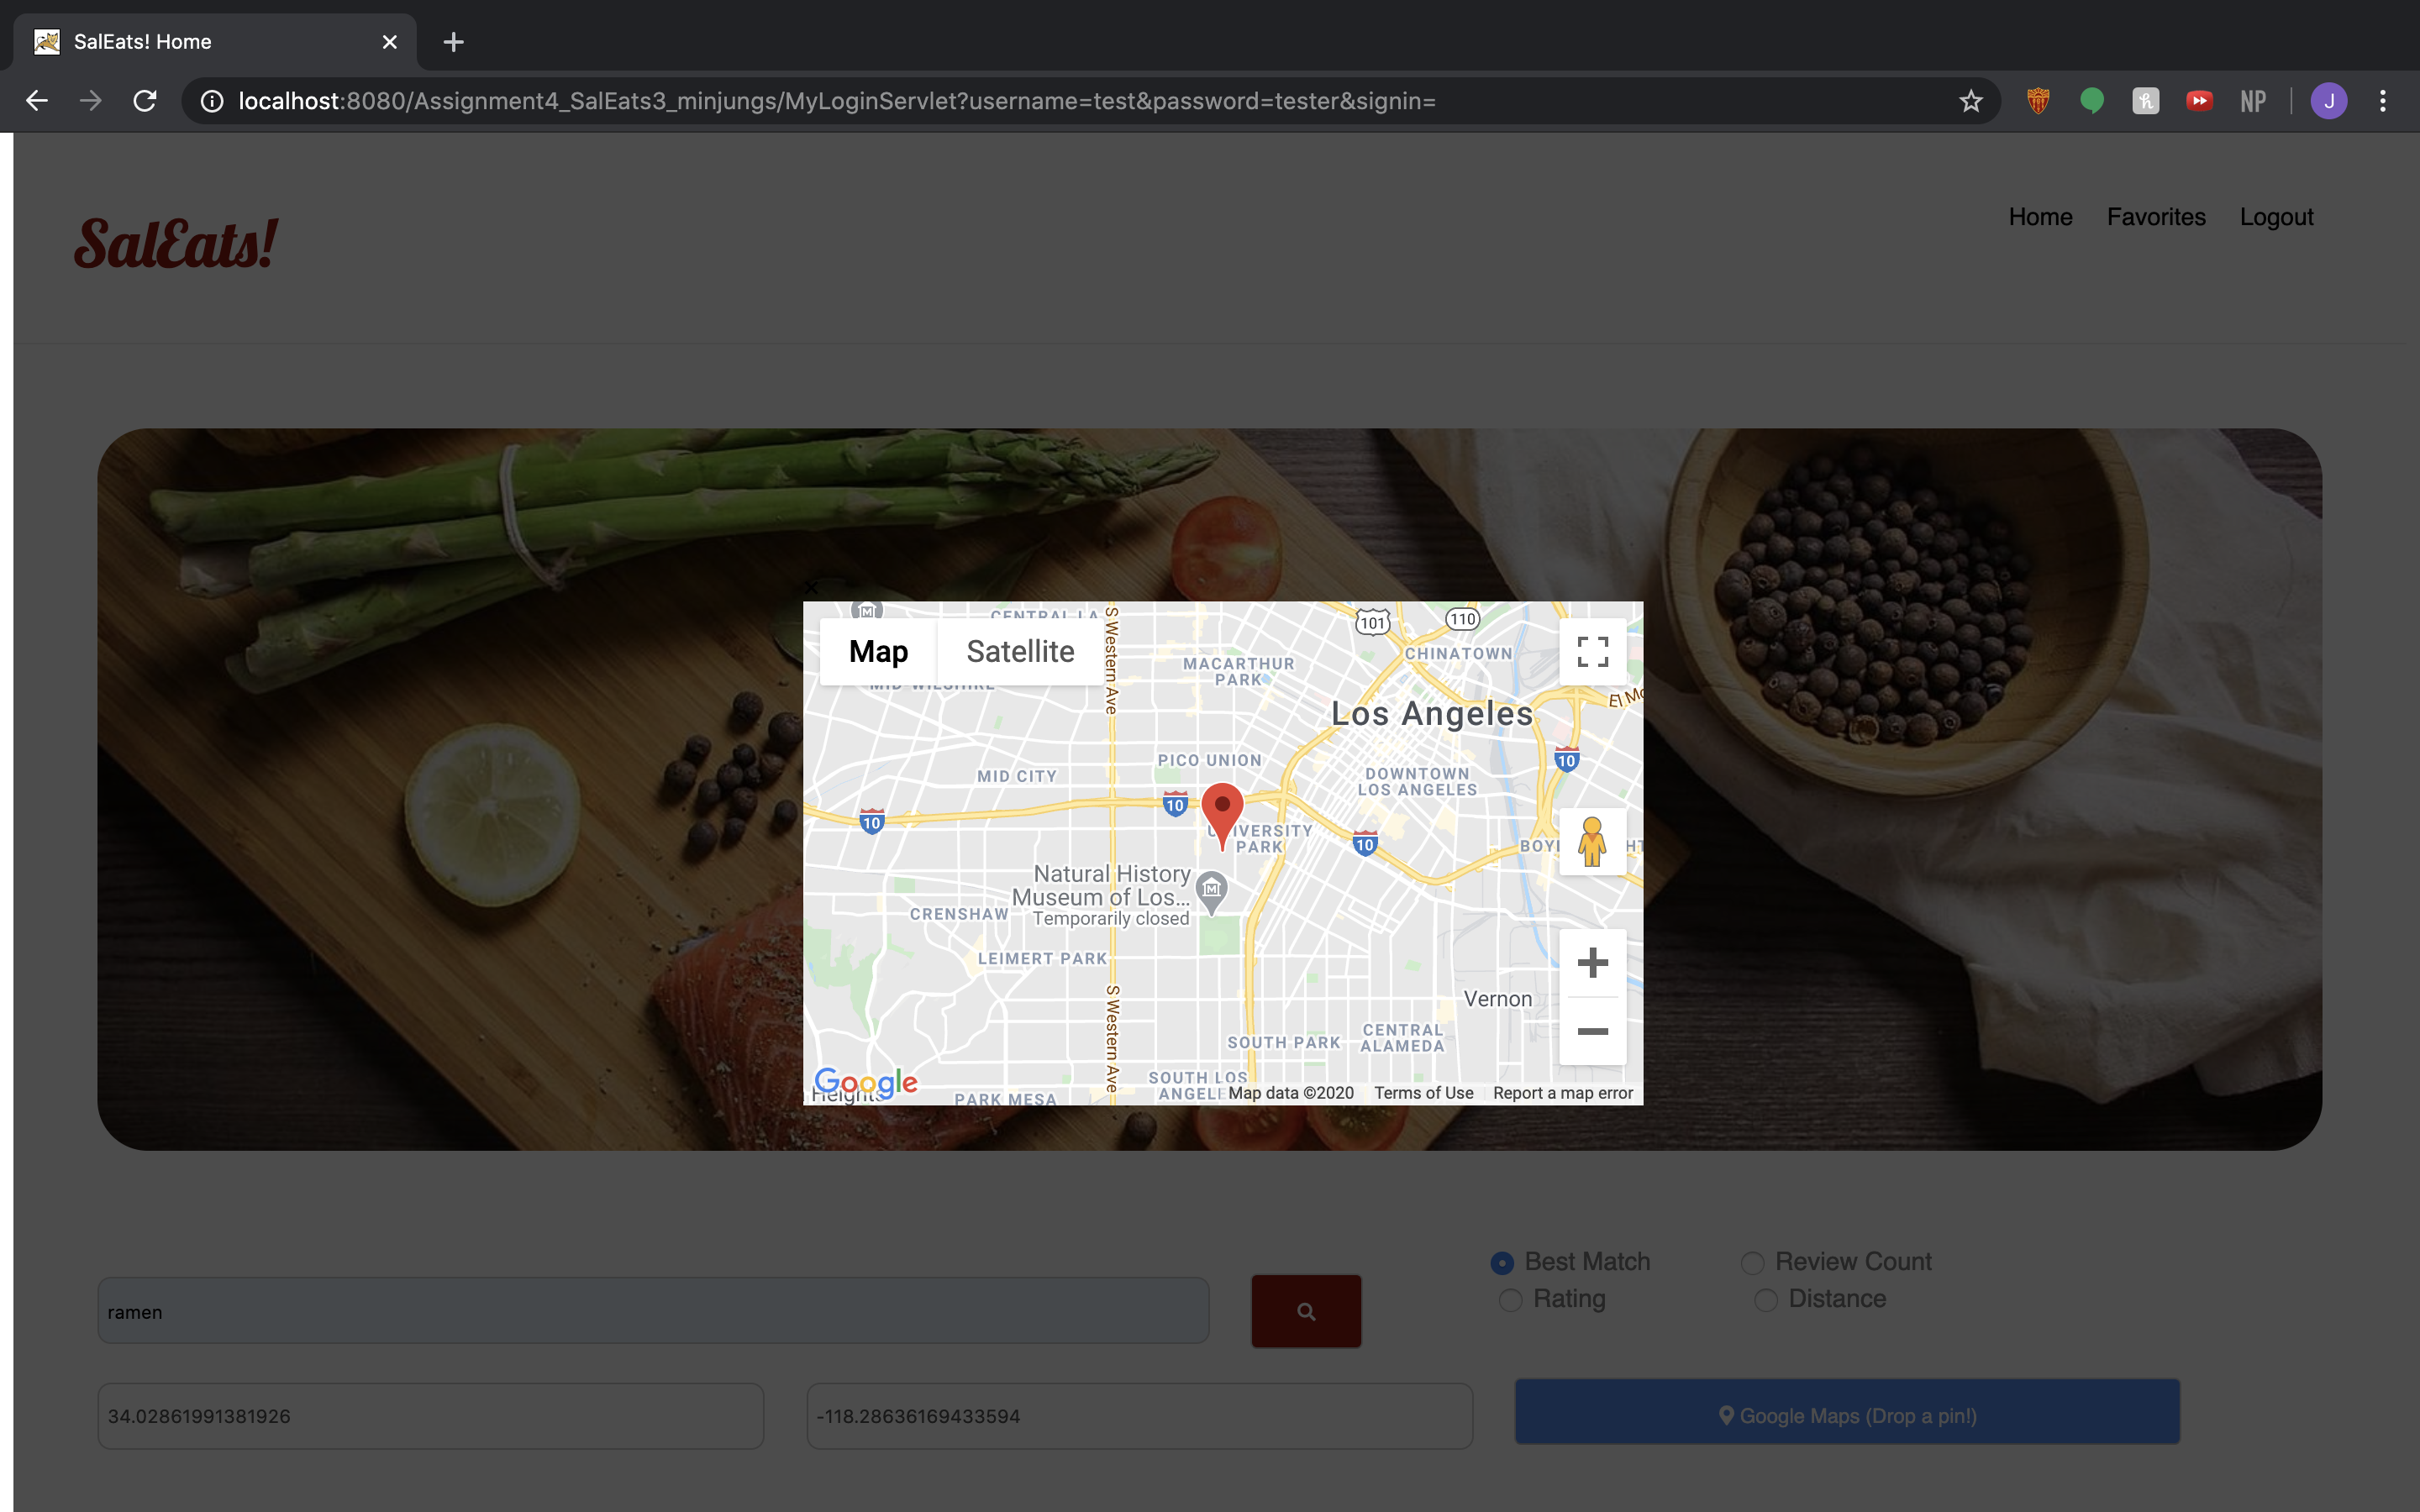 SalEats! Home
localhost:8080/Assignment4_SalEats3_minjungs/MyLoginServlet?username=test&password=tester&signin=
NP
J
SalEats!
Home Favorites Logout
Map Satellite
CENTRAL LA
MID-WILSHIRE
S Western Ave
101
110
CHINATOWN
MACARTHUR
PARK
El Mo
Los Angeles
PICO UNION
10
MID CITY
DOWNTOWN
LOS ANGELES
10
10
UNIVERSITY
PARK
10
BOY
HT
Natural History
Museum of Los...
Temporarily closed
CRENSHAW
LEIMERT PARK
S Western Ave
Vernon
CENTRAL
ALAMEDA
SOUTH PARK
SOUTH LOS
ANGELE
Google
Heights
PARK MESA
Map data ©2020 Terms of Use Report a map error
Best Match Review Count
Rating Distance
ramen
34.02861991381926
-118.28636169433594
Google Maps (Drop a pin!)